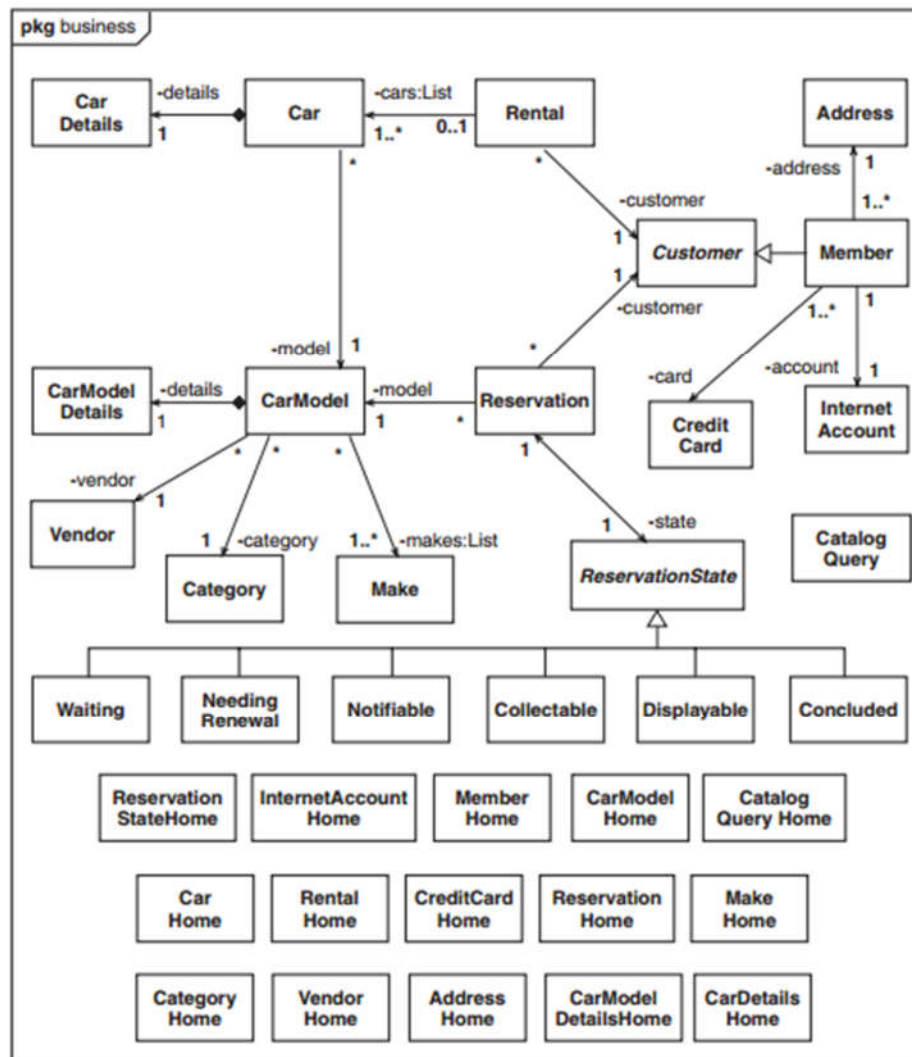 pkg business
Car
Details
-details
1
Car
-cars:List
1..*
0..1
Rental
Address
*
*
-customer
1
1
-address
1..*
Customer
Member
1
-customer
1..*
1
-model
1
*
-card
-account
1
CarModel
Details
-details
1
CarModel
-model
1
*
Reservation
Credit
Card
Internet
Account
*
*
*
1
-vendor
1
1
-category
1..*
-makes:List
1
-state
Vendor
Category
Make
ReservationState
Catalog
Query
Waiting
Needing
Renewal
Notifiable
Collectable
Displayable
Concluded
Reservation
StateHome
InternetAccount
Home
Member
Home
CarModel
Home
Catalog
Query Home
Car
Home
Rental
Home
CreditCard
Home
Reservation
Home
Make
Home
Category
Home
Vendor
Home
Address
Home
CarModel
DetailsHome
CarDetails
Home